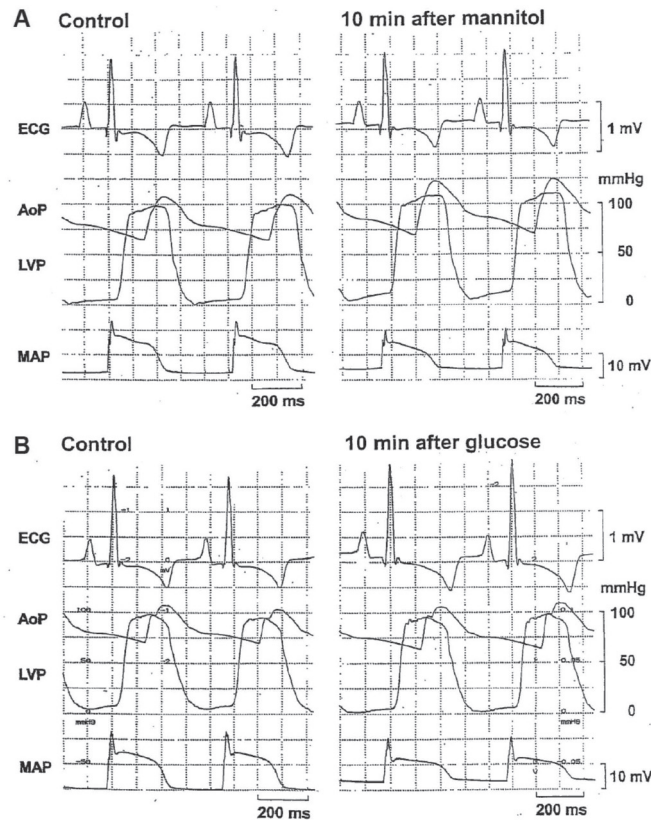 A Control 10 min after mannitol
ECG
1 mV
mmHg
AoP
100
LVP
50
0
MAP
10 mV
200 ms 200 ms
B Control 10 min after glucose
ECG
1 mV
mmHg
AoP
100
LVP
50
0
MAP
10 mV
200 ms 200 ms